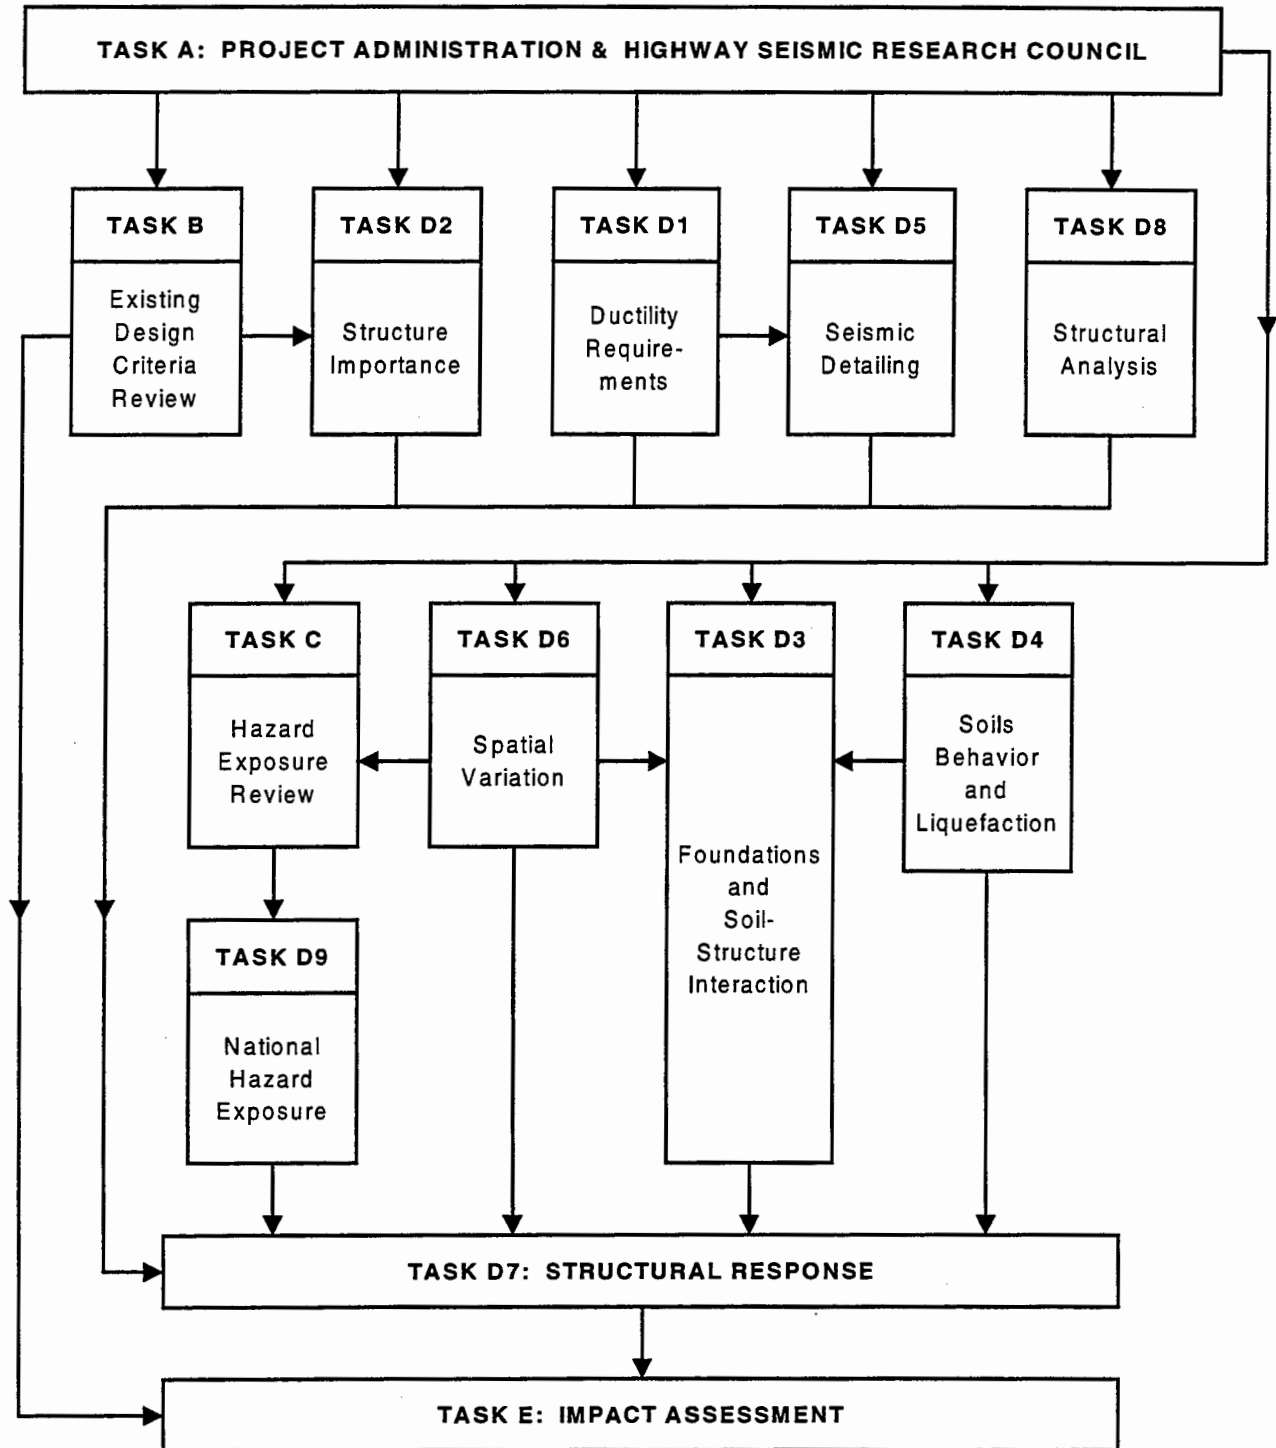 TASK A: PROJECT ADMINISTRATION & HIGHWAY SEISMIC RESEARCH COUNCIL
TASK B
Existing
Design
Criteria
Review
TASK D2
Structure
Importance
TASK D1
Ductility
Require-
ments
TASK D5
Seismic
Detailing
TASK D8
Structural
Analysis
TASK C
Hazard
Exposure
Review
TASK D6
Spatial
Variation
TASK D3
Foundations
and
Soil-
Structure
Interaction
TASK D4
Soils
Behavior
and
Liquefaction
TASK D9
National
Hazard
Exposure
TASK D7: STRUCTURAL RESPONSE
TASK E: IMPACT ASSESSMENT